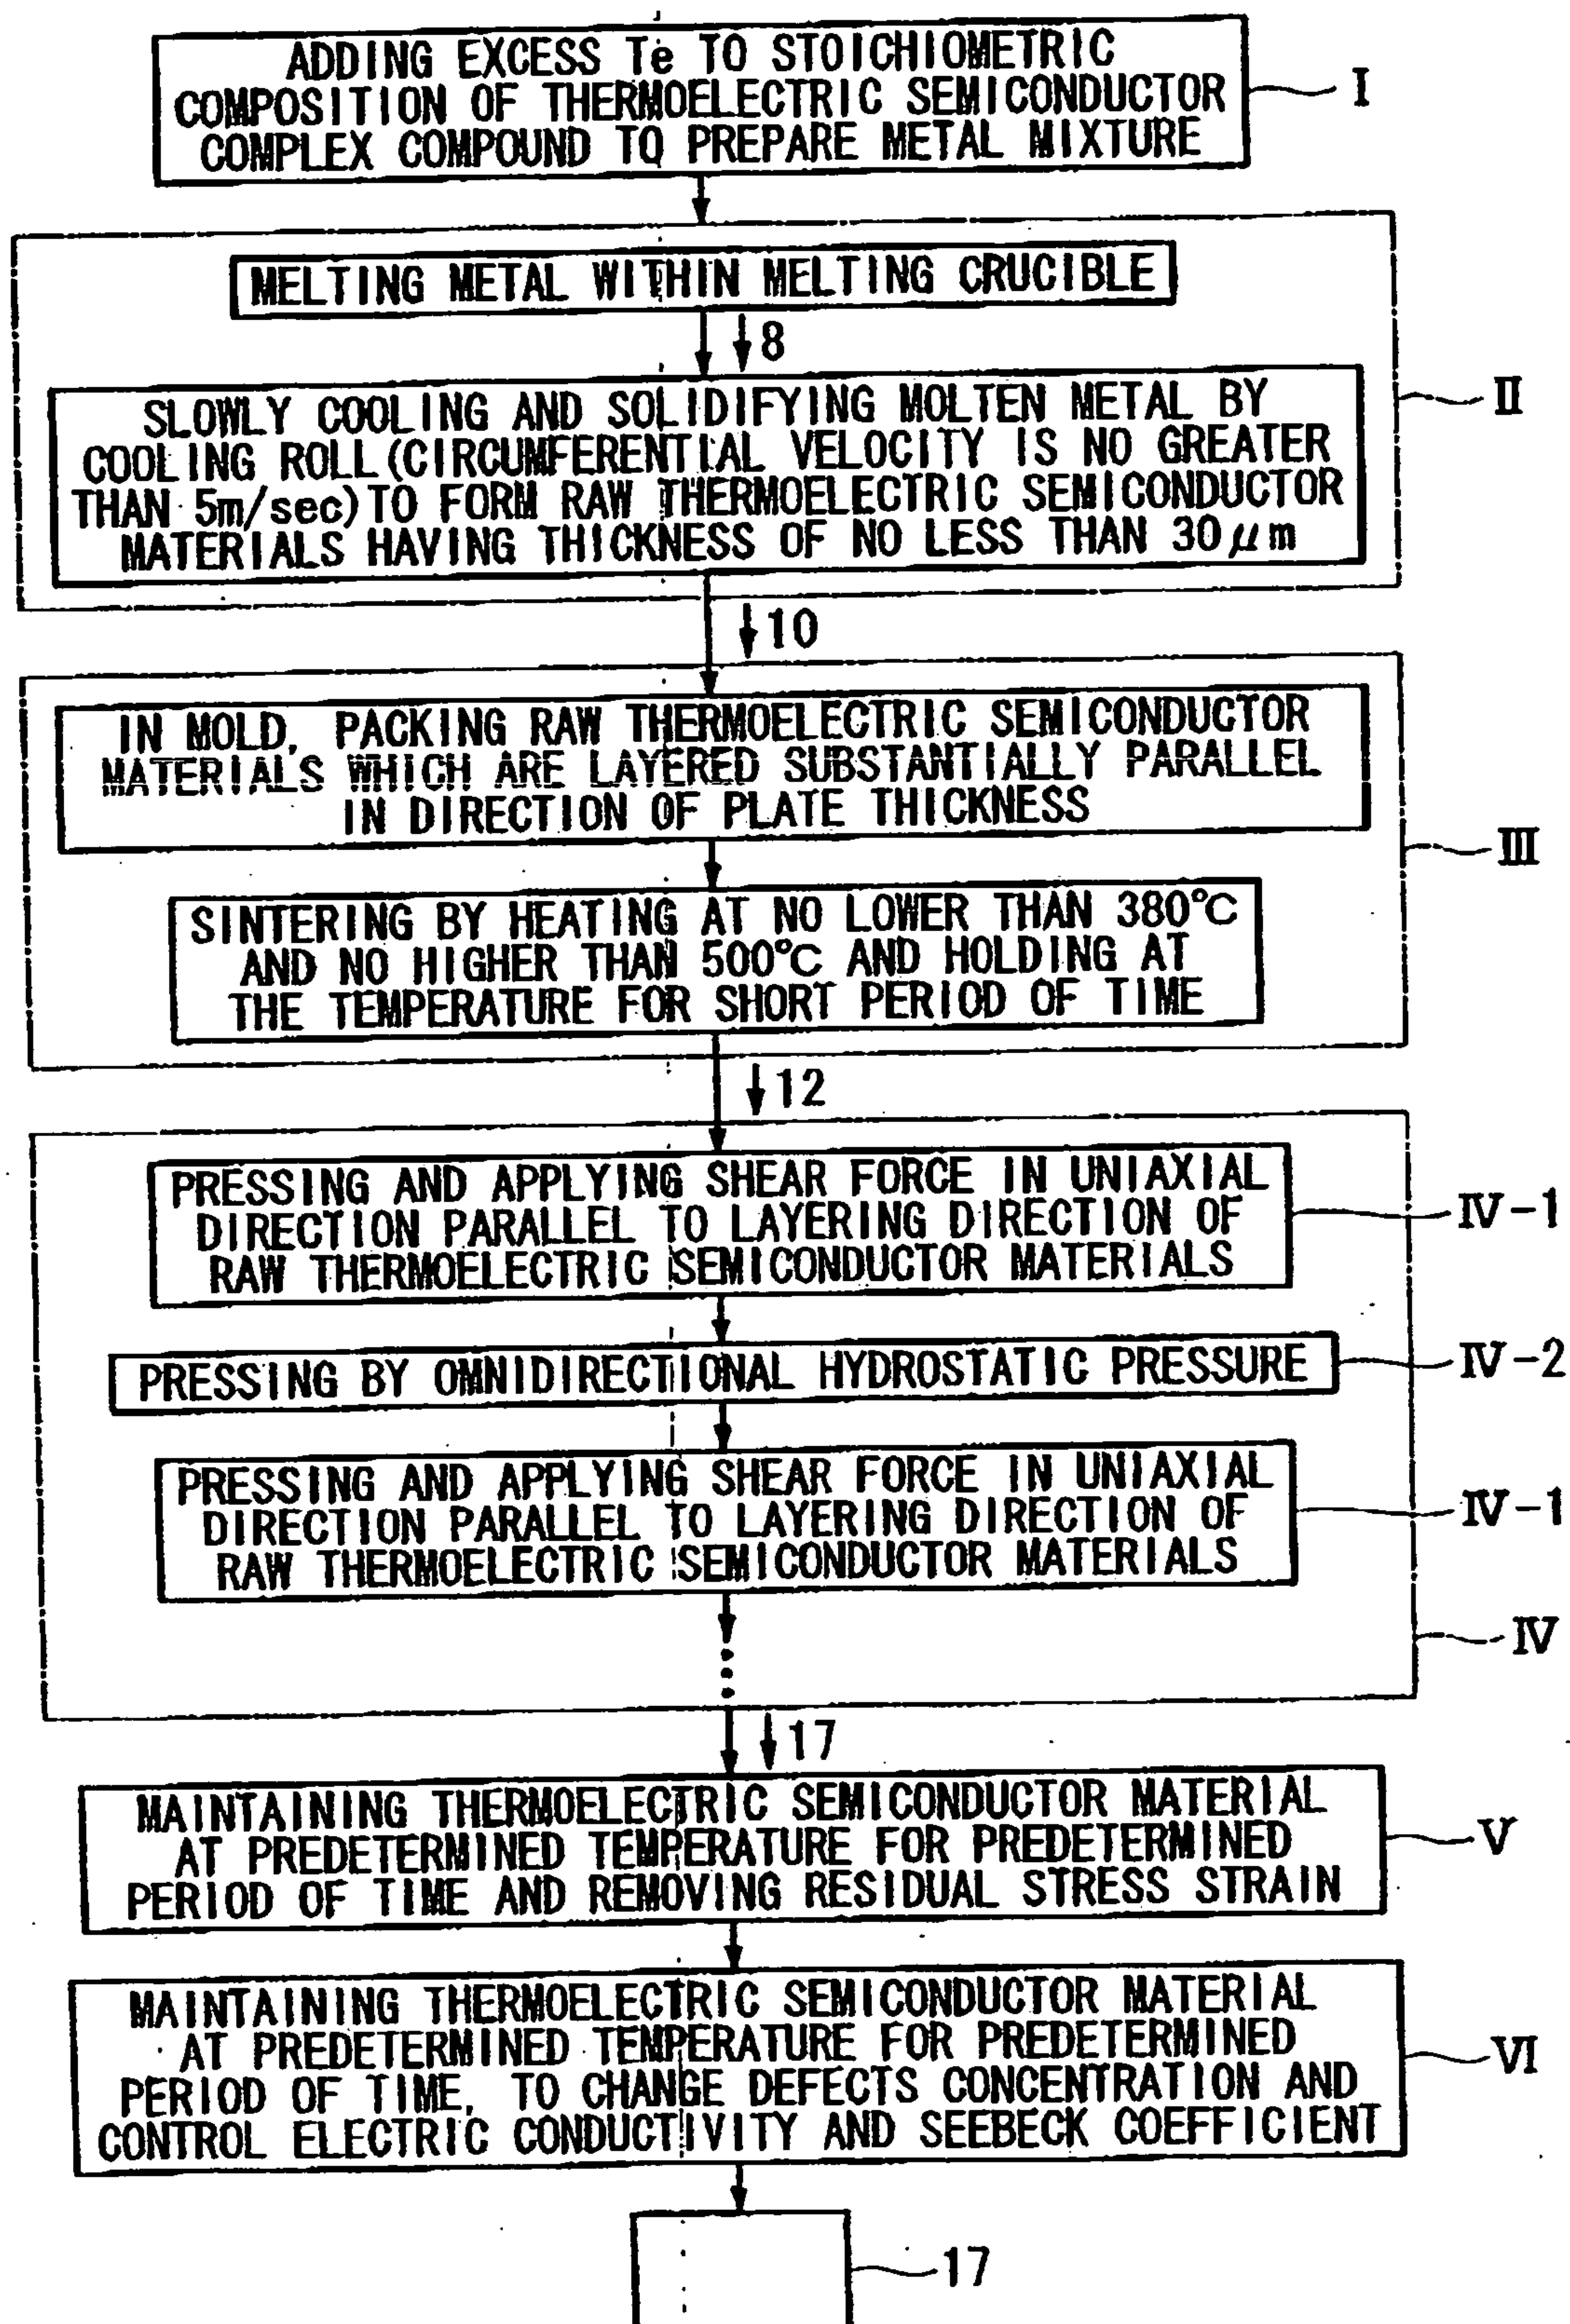 ADDING EXCESS Te TO STOICHIOMETRIC
COMPOSITION OF THERMOELECTRIC SEMICONDUCTOR
COMPLEX COMPOUND TO PREPARE METAL MIXTURE
I
MELTING METAL WITHIN MELTING CRUCIBLE
8
SLOWLY COOLING AND SOLIDIFYING MOLTEN METAL BY
COOLING ROLL(CIRCUMFERENTIAL VELOCITY IS NO GREATER
THAN 5m/sec)TO FORM RAW THERMOELECTRIC SEMICONDUCTOR
MATERIALS HAVING THICKNESS OF NO LESS THAN 30μm
II
10
IN MOLD, PACKING RAW THERMOELECTRIC SEMICONDUCTOR
MATERIALS WHICH ARE LAYERED SUBSTANTIALLY PARALLEL
IN DIRECTION OF PLATE THICKNESS
III
SINTERING BY HEATING AT NO LOWER THAN 380℃
AND NO HIGHER THAN 500℃ AND HOLDING AT
THE TEMPERATURE FOR SHORT PERIOD OF TIME
12
PRESSING AND APPLYING SHEAR FORCE IN UNIAXIAL
DIRECTION PARALLEL TO LAYERING DIRECTION OF
RAW THERMOELECTRIC SEMICONDUCTOR MATERIALS
IV-1
PRESSING BY OMNIDIRECTIONAL HYDROSTATIC PRESSURE
IV-2
PRESSING AND APPLYING SHEAR FORCE IN UNIAXIAL
DIRECTION PARALLEL TO LAYERING DIRECTION OF
RAW THERMOELECTRIC SEMICONDUCTOR MATERIALS
IV-1
IV
17
MAINTAINING THERMOELECTRIC SEMICONDUCTOR MATERIAL
AT PREDETERMINED TEMPERATURE FOR PREDETERMINED
PERIOD OF TIME AND REMOVING RESIDUAL STRESS STRAIN
V
MAINTAINING THERMOELECTRIC SEMICONDUCTOR MATERIAL
AT PREDETERMINED TEMPERATURE FOR PREDETERMINED
PERIOD OF TIME, TO CHANGE DEFECTS CONCENTRATION AND
CONTROL ELECTRIC CONDUCTIVITY AND SEEBECK COEFFICIENT
VI
17